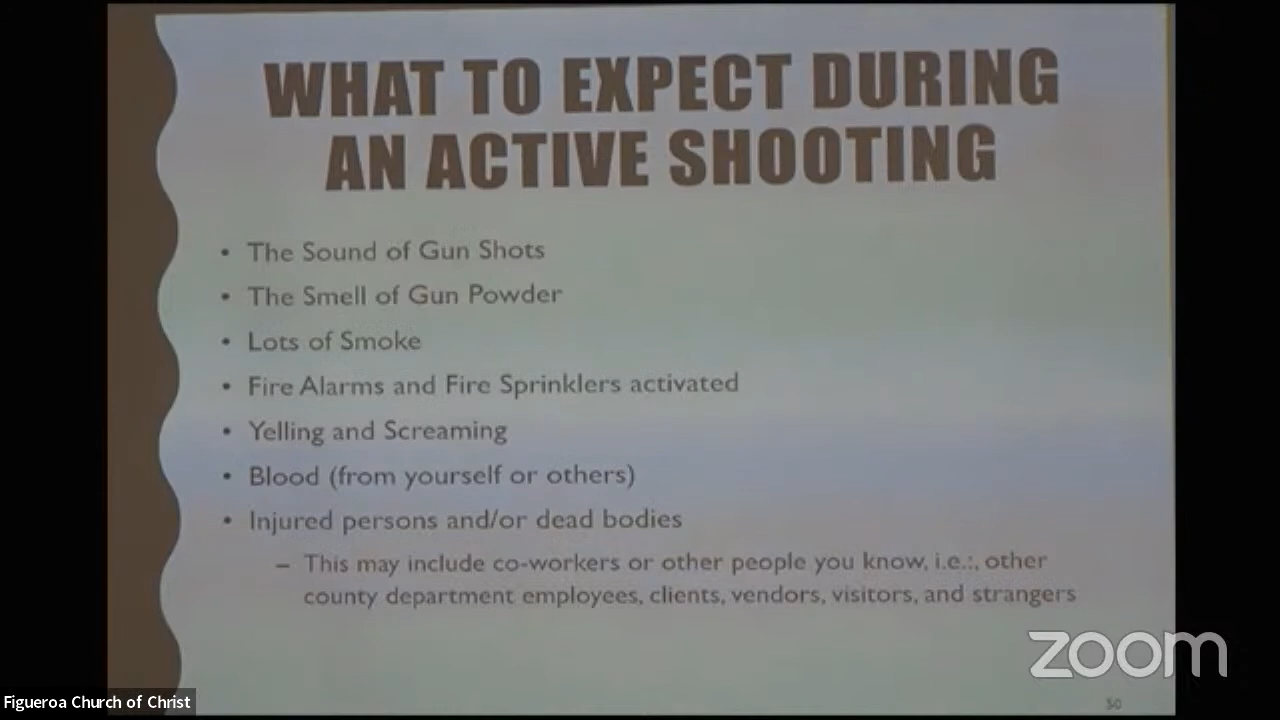 WHAT TO EXPECT DURING
AN ACTIVE SHOOTING
• The Sound of Gun Shots
• The Smell of Gun Powder
• Lots of Smoke
• Fire Alarms and Fire Sprinklers activated
• Yelling and Screaming
• Blood (from yourself or others)
• Injured persons and/or dead bodies
– This may include co-workers or other people you know, i.e.:, other
county department employees, clients, vendors, visitors, and strangers
zoom
Figueroa Church of Christ
50